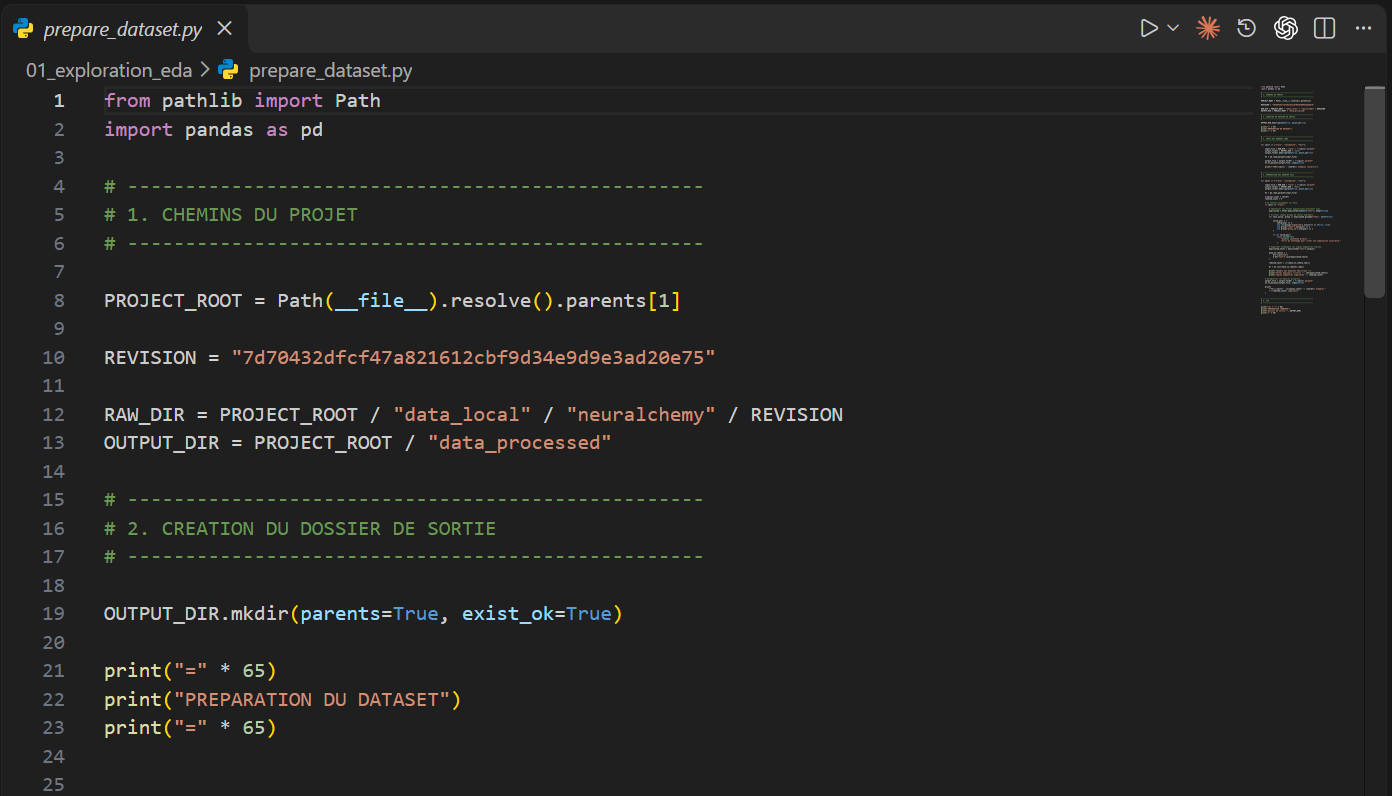 prepare_dataset.py
01_exploration_eda > prepare_dataset.py
1 from pathlib import Path
2 import pandas as pd
3
4 # --------------------------------------------------
5 # 1. CHEMINS DU PROJET
6 # --------------------------------------------------
7
8 PROJECT_ROOT = Path(__file__).resolve().parents[1]
9
10 REVISION = "7d70432dfcf47a821612cbf9d34e9d9e3ad20e75"
11
12 RAW_DIR = PROJECT_ROOT / "data_local" / "neuralchemy" / REVISION
13 OUTPUT_DIR = PROJECT_ROOT / "data_processed"
14
15 # --------------------------------------------------
16 # 2. CREATION DU DOSSIER DE SORTIE
17 # --------------------------------------------------
18
19 OUTPUT_DIR.mkdir(parents=True, exist_ok=True)
20
21 print("=" * 65)
22 print("PREPARATION DU DATASET")
23 print("=" * 65)
24
25